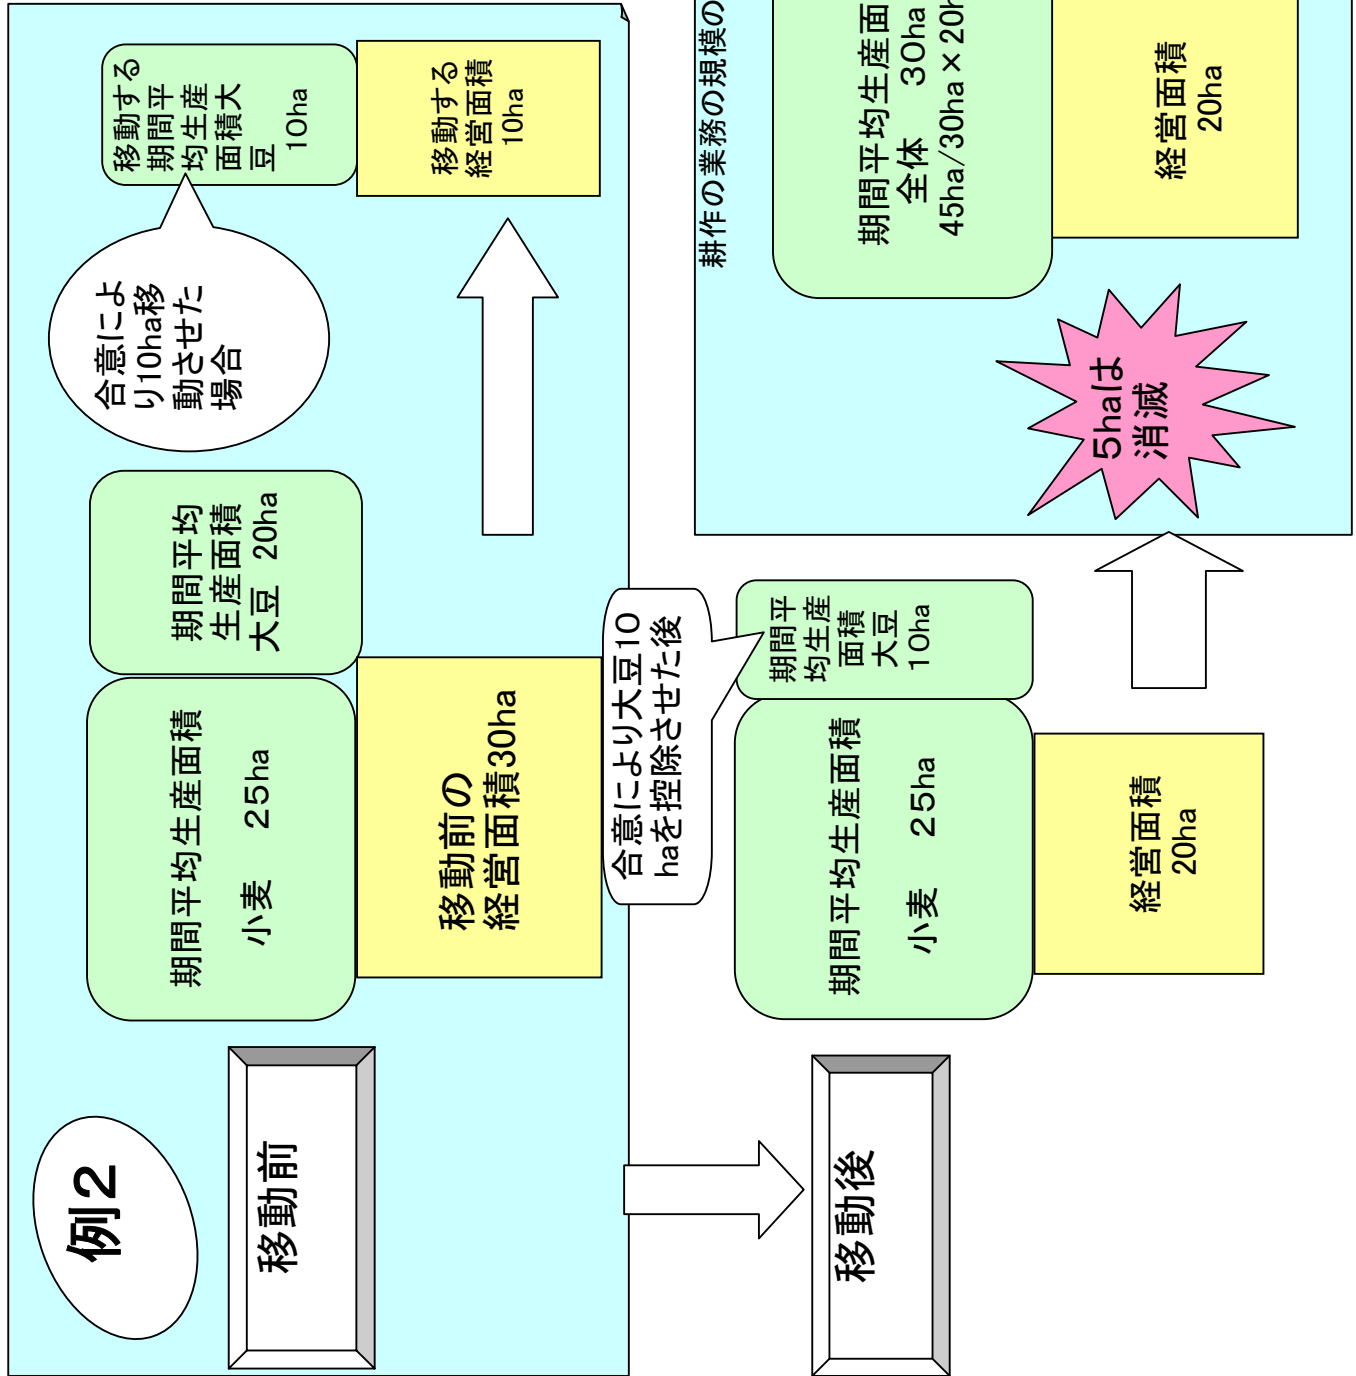 例2
移動前
期間平均生産面積
小麦　25ha
期間平均
生産面積
大豆　20ha
移動前の
経営面積30ha
合意によ
り10ha移
動させた
場合
移動する
期間平
均生産
面積大
豆
10ha
移動する
経営面積
10ha
移動後
合意により大豆10
haを控除させた後
期間平均生産面積
小麦　25ha
期間平
均生産
面積
大豆
10ha
経営面積
20ha
5haは
消滅
耕作の業務の規模の
期間平均生産面
全体　30ha
45ha/30ha×20h
経営面積
20ha